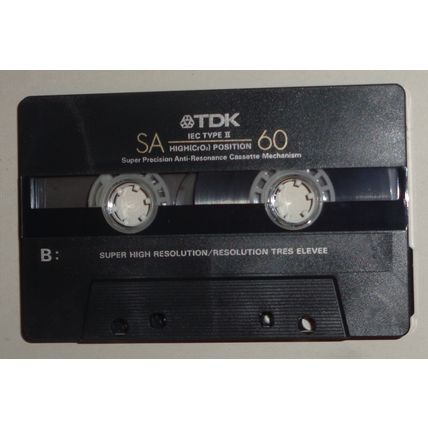 TDK
IEC TYPE II
SA HIGH(CrO₂) POSITION 60
Super Precision Anti-Resonance Cassette Mechanism
B:
SUPER HIGH RESOLUTION/RESOLUTION TRES ELEVEE